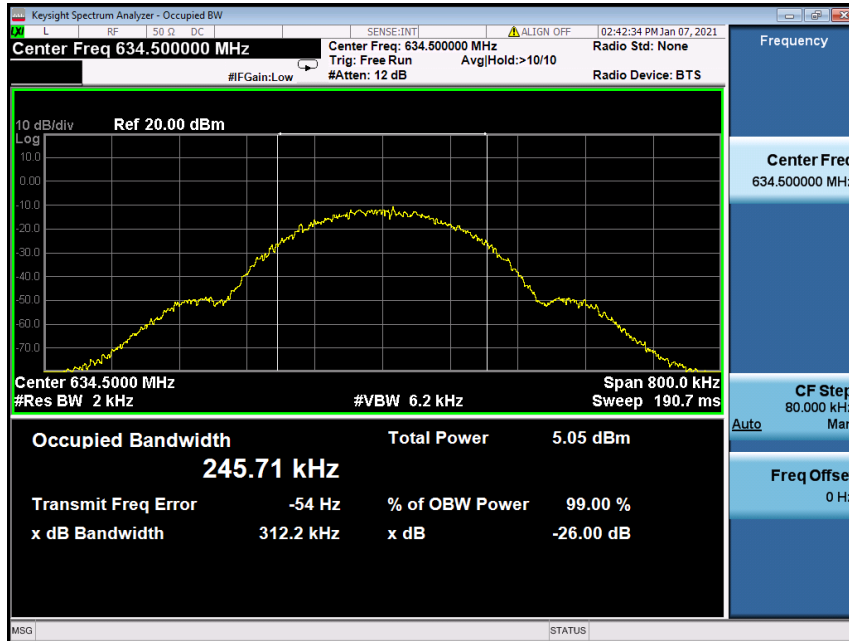 Keysight Spectrum Analyzer - Occupied BW
LXI L RF 50 Ω DC SENSE:INT ALIGN OFF 02:42:34 PM Jan 07, 2021
Center Freq 634.500000 MHz
Center Freq: 634.500000 MHz
Radio Std: None
Trig: Free Run
Avg|Hold:>10/10
#IFGain:Low
#Atten: 12 dB
Radio Device: BTS
10 dB/div
Ref 20.00 dBm
Log
10.0
0.00
-10.0
-20.0
-30.0
-40.0
-50.0
-60.0
-70.0
Center 634.5000 MHz
Span 800.0 kHz
#Res BW 2 kHz
#VBW 6.2 kHz
Sweep 190.7 ms
Occupied Bandwidth
Total Power
5.05 dBm
245.71 kHz
Transmit Freq Error
-54 Hz
% of OBW Power
99.00 %
x dB Bandwidth
312.2 kHz
x dB
-26.00 dB
MSG
STATUS
Frequency
Center Freq
634.500000 MHz
CF Step
80.000 kHz
Auto
Man
Freq Offse
0 Hz